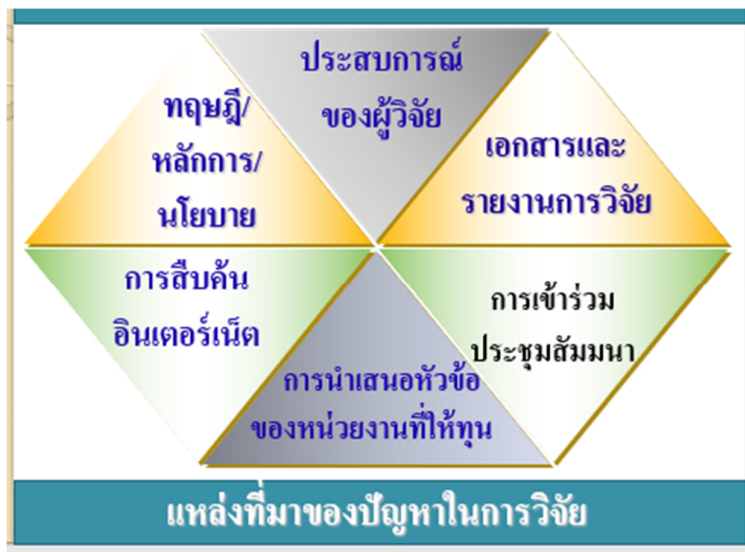 ประสบการณ์
ของผู้วิจัย
ทฤษฎี/
หลักการ/
นโยบาย
เอกสารและ
รายงานการวิจัย
การสืบค้น
อินเตอร์เน็ต
การนำเสนอหัวข้อ
ของหน่วยงานที่ให้ทุน
การเข้าร่วม
ประชุมสัมมนา
แหล่งที่มาของปัญหาในการวิจัย